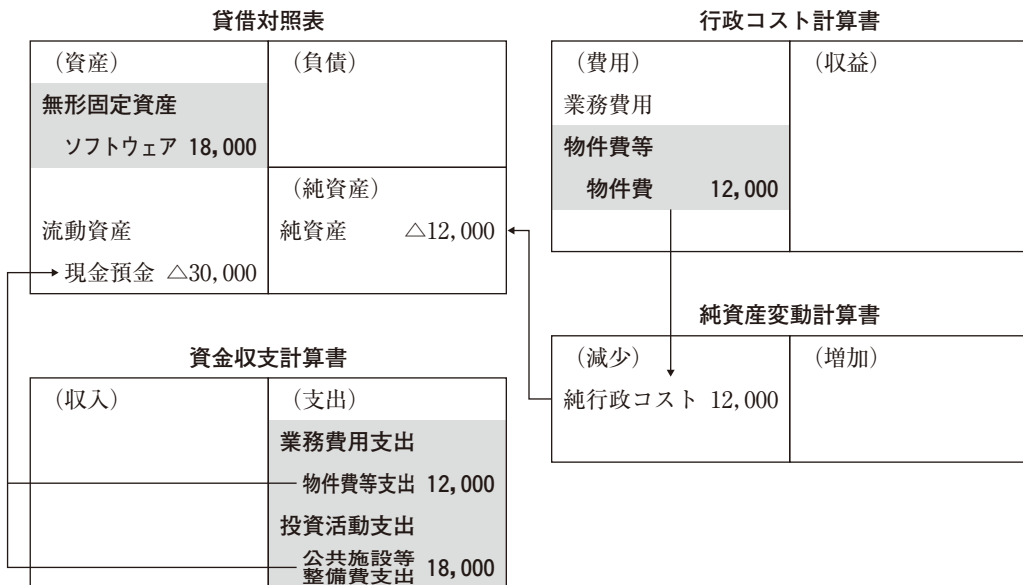 貸借対照表
（資産）
無形固定資産
ソフトウェア 18,000
流動資産
現金預金 △30,000
（負債）
（純資産）
純資産 △12,000
行政コスト計算書
（費用）
業務費用
物件費等
物件費 12,000
（収益）
純資産変動計算書
（減少）
純行政コスト 12,000
（増加）
資金収支計算書
（収入）
（支出）
業務費用支出
物件費等支出 12,000
投資活動支出
公共施設等
整備費支出 18,000